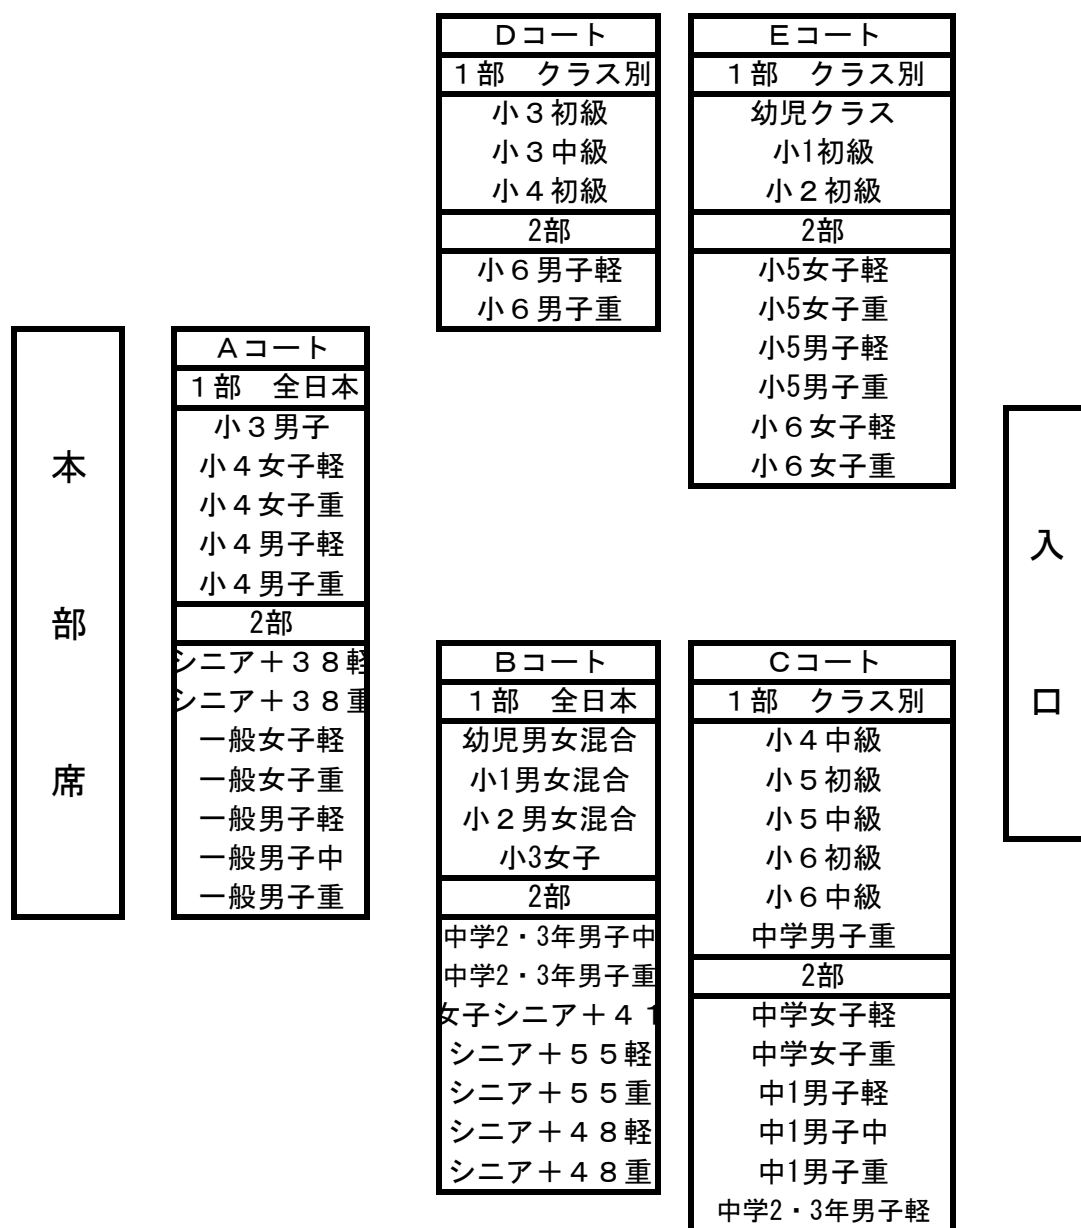 Ｄコート
１部　クラス別
小３初級
小３中級
小４初級
2部
小６男子軽
小６男子重
Ｅコート
１部　クラス別
幼児クラス
小1初級
小２初級
2部
小5女子軽
小5女子重
小5男子軽
小5男子重
小６女子軽
小６女子重
本部席
Ａコート
１部　全日本
小３男子
小４女子軽
小４女子重
小４男子軽
小４男子重
2部
シニア＋３８軽
シニア＋３８重
一般女子軽
一般女子重
一般男子軽
一般男子中
一般男子重
入口
Ｂコート
１部　全日本
幼児男女混合
小1男女混合
小２男女混合
小3女子
2部
中学2・3年男子中
中学2・3年男子重
女子シニア＋４１
シニア＋５５軽
シニア＋５５重
シニア＋４８軽
シニア＋４８重
Ｃコート
１部　クラス別
小４中級
小５初級
小５中級
小６初級
小６中級
中学男子重
2部
中学女子軽
中学女子重
中1男子軽
中1男子中
中1男子重
中学2・3年男子軽